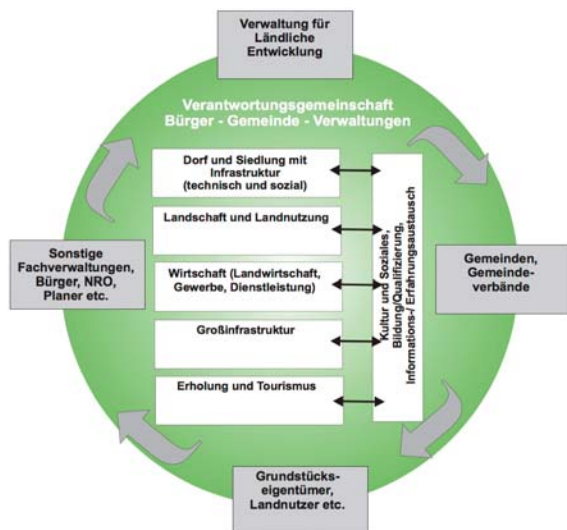 Verwaltung für
Ländliche
Entwicklung
Verantwortungsgemeinschaft
Bürger - Gemeinde - Verwaltungen
Dorf und Siedlung mit
Infrastruktur
(technisch und sozial)
Landschaft und Landnutzung
Wirtschaft (Landwirtschaft,
Gewerbe, Dienstleistung)
Großinfrastruktur
Erholung und Tourismus
Kultur und Soziales,
Bildung/Qualifizierung,
Informations-/ Erfahrungsaustausch
Sonstige
Fachverwaltungen,
Bürger, NRO,
Planer etc.
Gemeinden,
Gemeinde-
verbände
Grundstücks-
eigentümer,
Landnutzer etc.